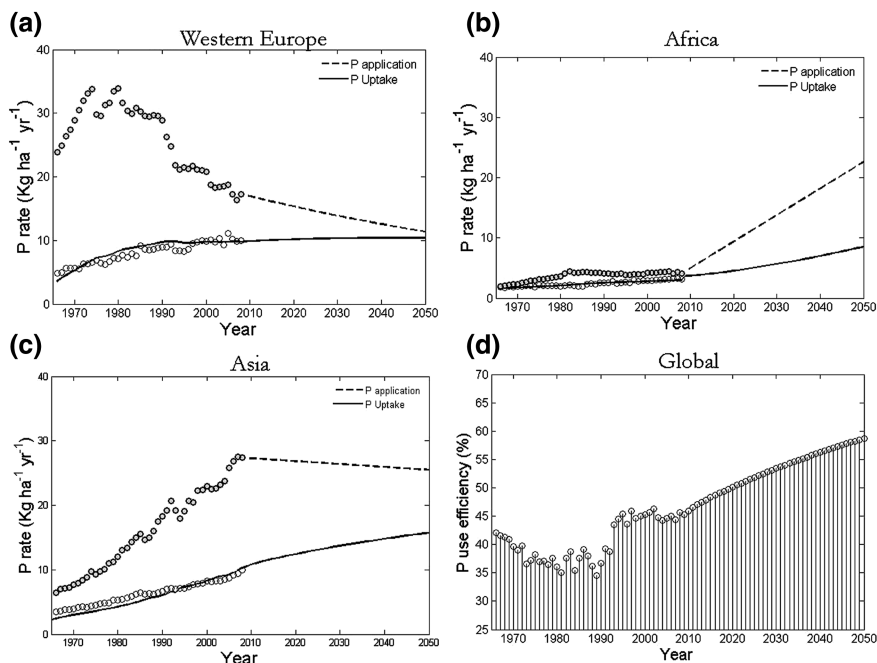 (a)
Western Europe
40
30
20
10
0
P rate (Kg ha⁻¹ yr⁻¹)
P application
P Uptake
1970 1980 1990 2000 2010 2020 2030 2040 2050
Year
(b)
Africa
40
30
20
10
0
P rate (Kg ha⁻¹ yr⁻¹)
P application
P Uptake
1970 1980 1990 2000 2010 2020 2030 2040 2050
Year
(c)
Asia
40
30
20
10
0
P rate (Kg ha⁻¹ yr⁻¹)
P application
P Uptake
1970 1980 1990 2000 2010 2020 2030 2040 2050
Year
(d)
Global
70
65
60
55
50
45
40
35
30
25
P use efficiency (%)
1970 1980 1990 2000 2010 2020 2030 2040 2050
Year